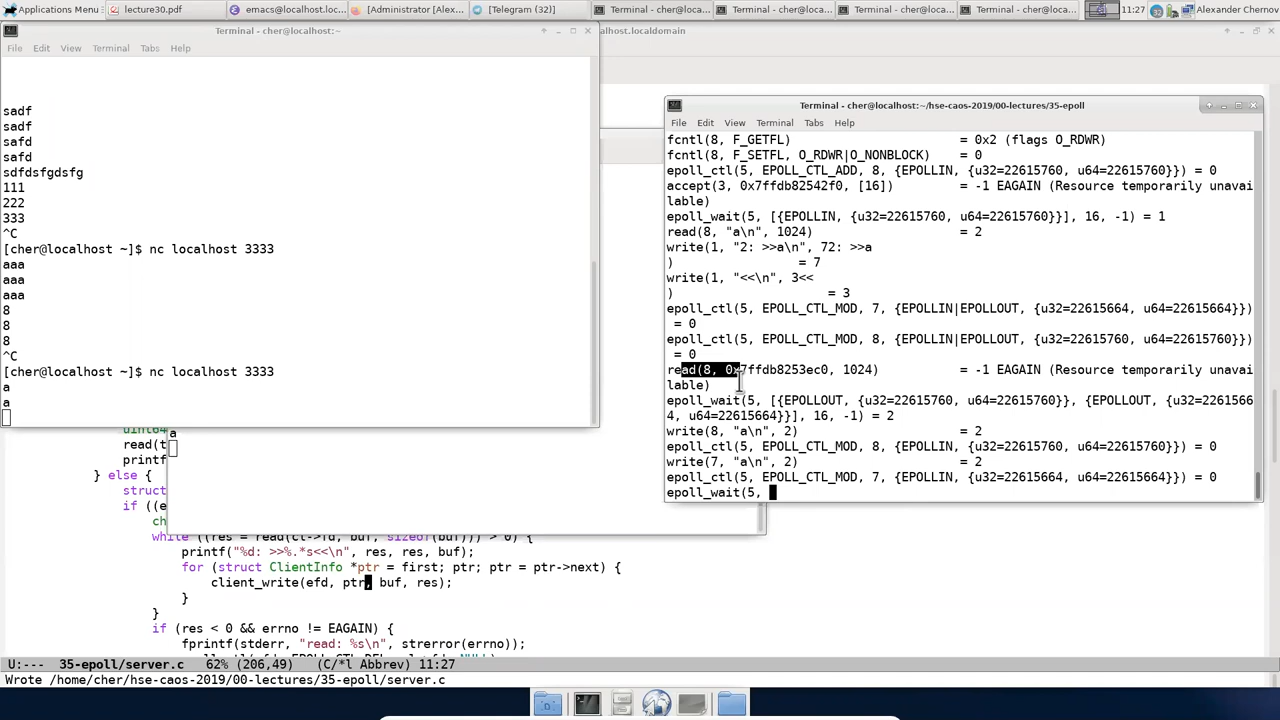 Applications Menu
lecture30.pdf
emacs@localhost.lo...
[Administrator [Alex...
[Telegram (32)]
Terminal - cher@loca...
Terminal - cher@loca...
Terminal - cher@loca...
Terminal - cher@loca...
11:27
Alexander Chernov
Terminal - cher@localhost:~
File Edit View Terminal Tabs Help
sadf
sadf
safd
safd
sdfdsfgdsfg
111
222
333
^C
[cher@localhost ~]$ nc localhost 3333
aaa
aaa
aaa
8
8
8
^C
[cher@localhost ~]$ nc localhost 3333
a
a
lhost.localdomain
Terminal - cher@localhost:~/hse-caos-2019/00-lectures/35-epoll
File Edit View Terminal Tabs Help
fcntl(8, F_GETFL) = 0x2 (flags O_RDWR)
fcntl(8, F_SETFL, O_RDWR|O_NONBLOCK) = 0
epoll_ctl(5, EPOLL_CTL_ADD, 8, {EPOLLIN, {u32=22615760, u64=22615760}}) = 0
accept(3, 0x7ffdb82542f0, [16]) = -1 EAGAIN (Resource temporarily unavai
lable)
epoll_wait(5, [{EPOLLIN, {u32=22615760, u64=22615760}}], 16, -1) = 1
read(8, "a\n", 1024) = 2
write(1, "2: >>a\n", 72: >>a
) = 7
write(1, "<<\n", 3<<
) = 3
epoll_ctl(5, EPOLL_CTL_MOD, 7, {EPOLLIN|EPOLLOUT, {u32=22615664, u64=22615664}})
= 0
epoll_ctl(5, EPOLL_CTL_MOD, 8, {EPOLLIN|EPOLLOUT, {u32=22615760, u64=22615760}})
= 0
read(8, 0x7ffdb8253ec0, 1024) = -1 EAGAIN (Resource temporarily unavai
lable)
epoll_wait(5, [{EPOLLOUT, {u32=22615760, u64=22615760}}, {EPOLLOUT, {u32=2261566
4, u64=22615664}}], 16, -1) = 2
write(8, "a\n", 2) = 2
epoll_ctl(5, EPOLL_CTL_MOD, 8, {EPOLLIN, {u32=22615760, u64=22615760}}) = 0
write(7, "a\n", 2) = 2
epoll_ctl(5, EPOLL_CTL_MOD, 7, {EPOLLIN, {u32=22615664, u64=22615664}}) = 0
epoll_wait(5,
a
uint64
read(t
printf
} else {
struct
if ((e
ch
while ((res = read(cl->fd, buf, sizeof(buf))) > 0) {
printf("%d: >>%.*s<<\n", res, res, buf);
for (struct ClientInfo *ptr = first; ptr; ptr = ptr->next) {
client_write(efd, ptr, buf, res);
}
}
if (res < 0 && errno != EAGAIN) {
fprintf(stderr, "read: %s\n", strerror(errno));
U:--- 35-epoll/server.c 62% (206,49) (C/*l Abbrev) 11:27
Wrote /home/cher/hse-caos-2019/00-lectures/35-epoll/server.c